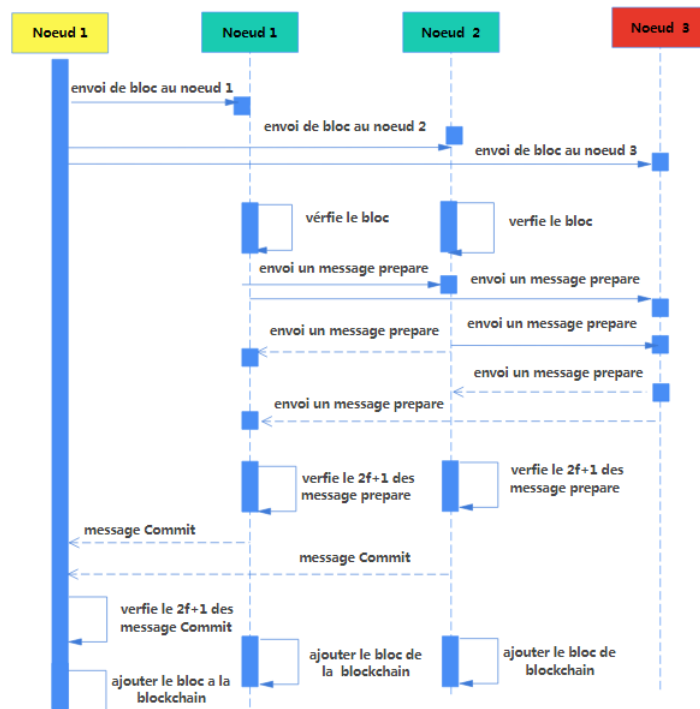 Noeud 1
Noeud 1
Noeud 2
Noeud 3
envoi de bloc au noeud 1
envoi de bloc au noeud 2
envoi de bloc au noeud 3
vérfie le bloc
verfie le bloc
envoi un message prepare
envoi un message prepare
envoi un message prepare
envoi un message prepare
envoi un message prepare
envoi un message prepare
verfie le 2f+1 des
message prepare
verfie le 2f+1 des
message prepare
message Commit
message Commit
verfie le 2f+1 des
message Commit
ajouter le bloc de
la blockchain
ajouter le bloc de
blockchain
ajouter le bloc a la
blockchain